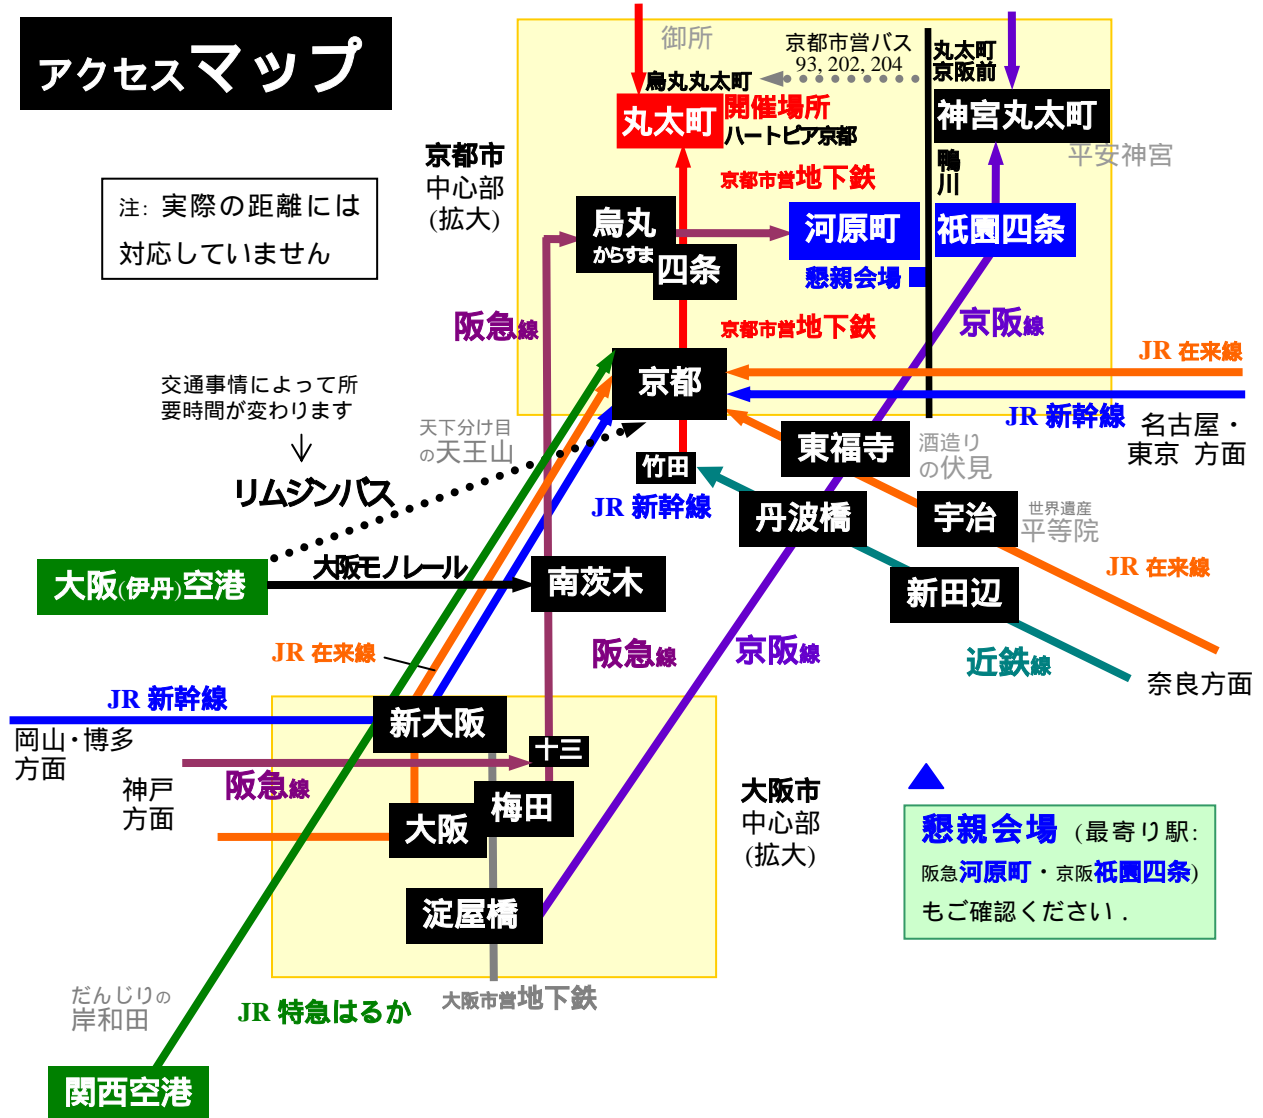 アクセスマップ
注: 実際の距離には
対応していません
京都市
中心部
(拡大)
御所
京都市営バス
93, 202, 204
烏丸丸太町
丸太町
京阪前
丸太町
開催場所
ハートピア京都
神宮丸太町
平安神宮
鴨
川
京都市営地下鉄
烏丸
からすま
四条
河原町
祇園四条
懇親会場
京都市営地下鉄
阪急線
京阪線
京都
JR 在来線
JR 新幹線
名古屋・
東京 方面
交通事情によって所
要時間が変わります
リムジンバス
天下分け目
の天王山
竹田
JR 新幹線
東福寺
酒造り
の伏見
丹波橋
宇治
世界遺産
平等院
JR 在来線
新田辺
近鉄線
奈良方面
大阪(伊丹)空港
大阪モノレール
南茨木
阪急線
京阪線
JR 在来線
JR 新幹線
岡山・博多
方面
新大阪
十三
神戸
方面
阪急線
梅田
大阪
淀屋橋
大阪市
中心部
(拡大)
懇親会場 (最寄り駅:
阪急河原町・京阪祇園四条)
もご確認ください．
だんじりの
岸和田
JR 特急はるか
大阪市営地下鉄
関西空港